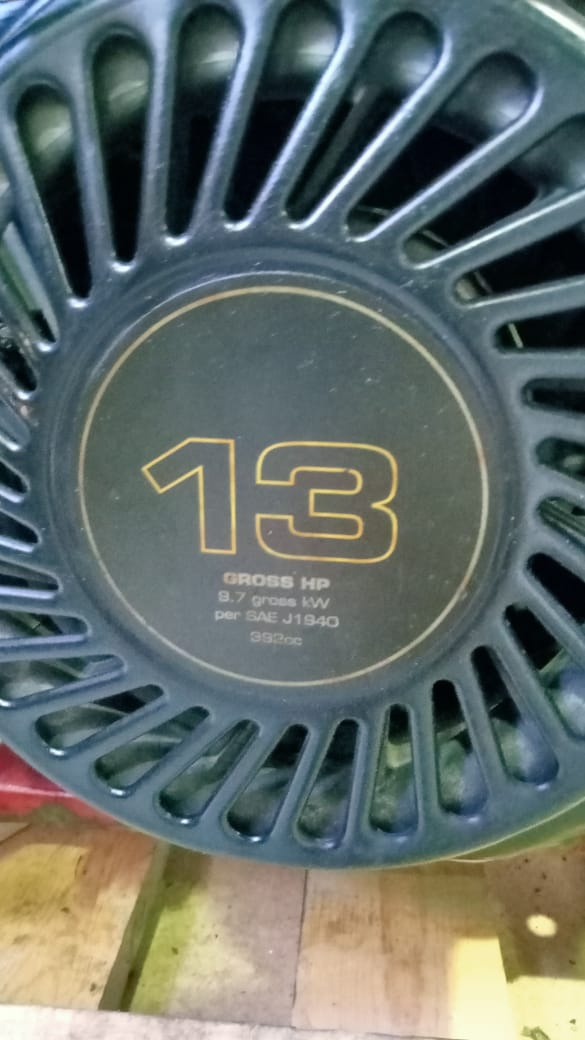 13
GROSS HP
9.7 gross kW
per SAE J1940
392cc